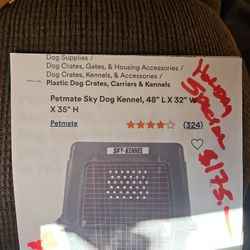 Dog Supplies /
Dog Crates, Gates, & Housing Accessories /
Dog Crates, Kennels, & Accessories /
Plastic Dog Crates, Carriers & Kennels
Petmate Sky Dog Kennel, 48" L X 32" W
X 35" H
Petmate
(324)
SKY-KENNEL
$175